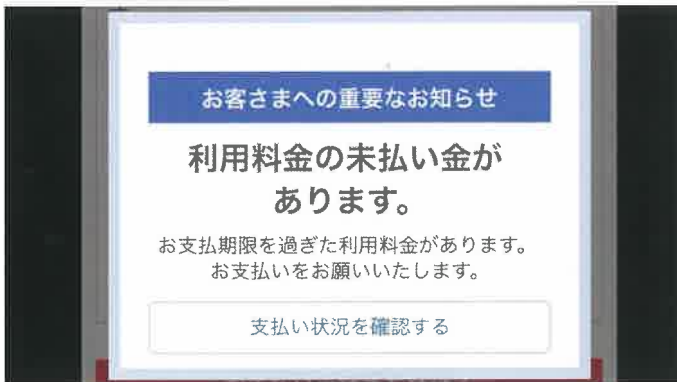 お客さまへの重要なお知らせ
利用料金の未払い金が
あります。
お支払期限を過ぎた利用料金があります。
お支払いをお願いいたします。
支払い状況を確認する